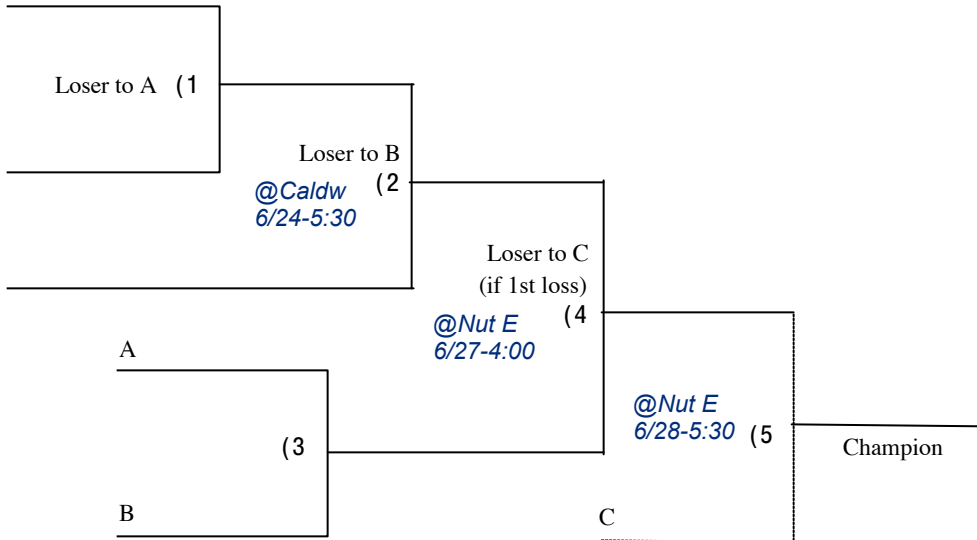 Loser to A (1
Loser to B
(2
@Caldw
6/24-5:30
Loser to C
(if 1st loss)
(4
@Nut E
6/27-4:00
A
@Nut E
6/28-5:30 (5
(3
Champion
B
C